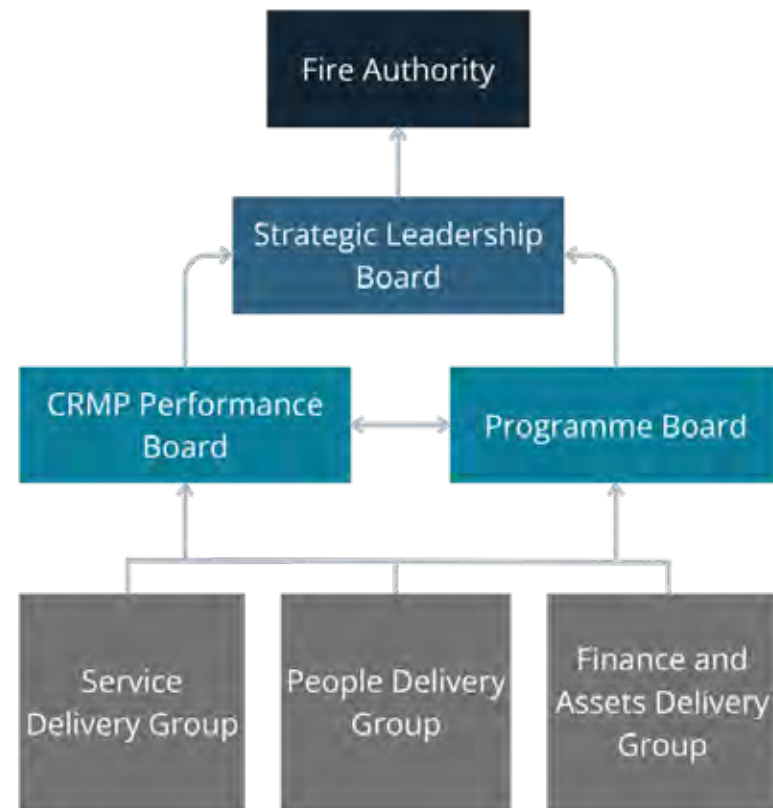 Fire Authority
Strategic Leadership
Board
CRMP Performance
Board
Programme Board
Service
Delivery Group
People Delivery
Group
Finance and
Assets Delivery
Group